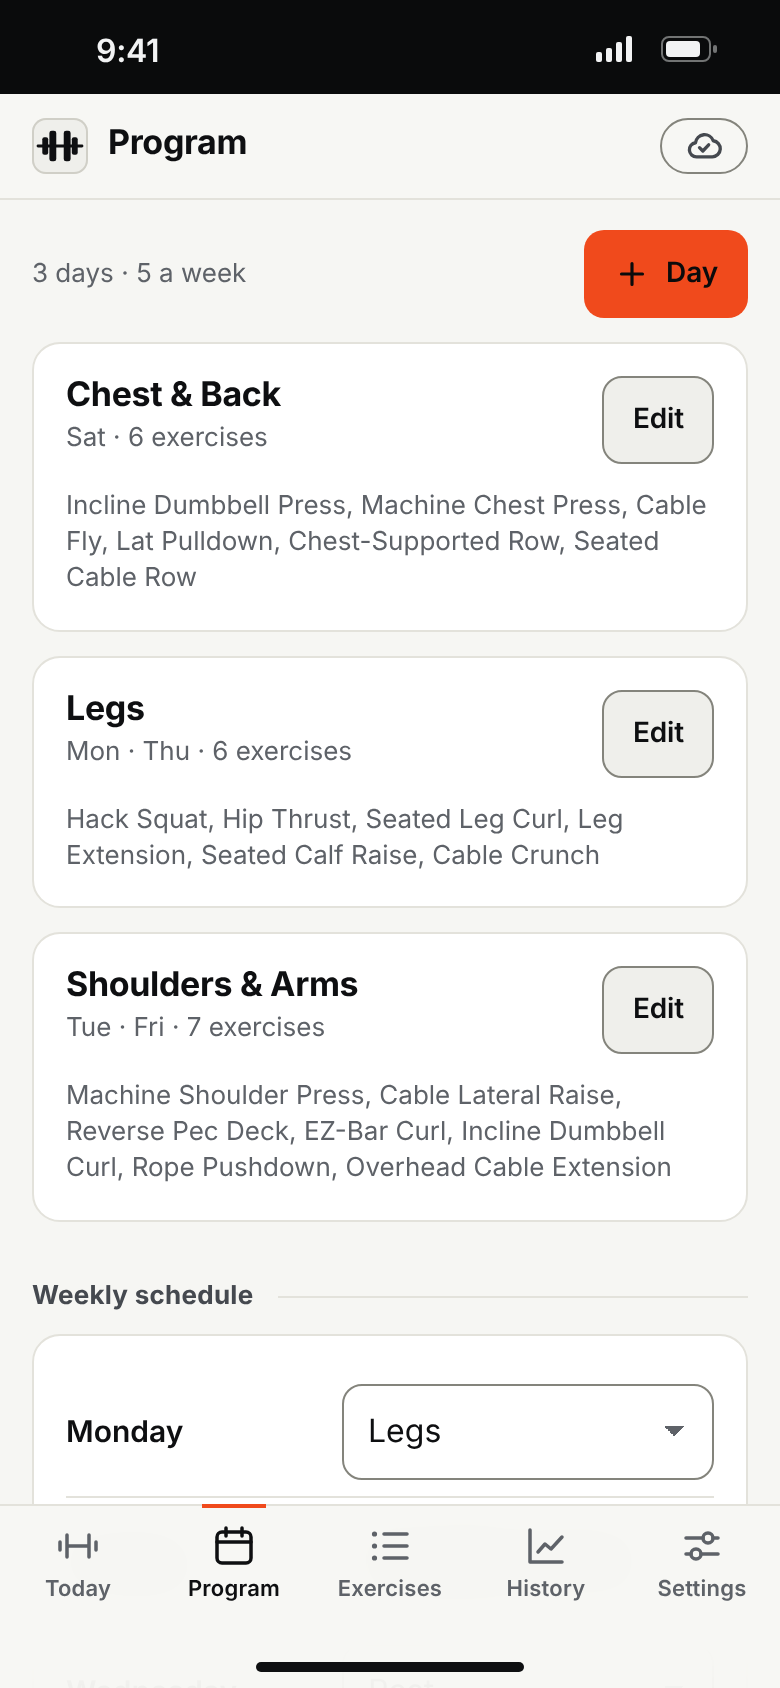 9:41
Program
3 days · 5 a week
+ Day
Chest & Back
Edit
Sat · 6 exercises
Incline Dumbbell Press, Machine Chest Press, Cable
Fly, Lat Pulldown, Chest-Supported Row, Seated
Cable Row
Legs
Edit
Mon · Thu · 6 exercises
Hack Squat, Hip Thrust, Seated Leg Curl, Leg
Extension, Seated Calf Raise, Cable Crunch
Shoulders & Arms
Edit
Tue · Fri · 7 exercises
Machine Shoulder Press, Cable Lateral Raise,
Reverse Pec Deck, EZ-Bar Curl, Incline Dumbbell
Curl, Rope Pushdown, Overhead Cable Extension
Weekly schedule
Monday
Legs
Today
Program
Exercises
History
Settings